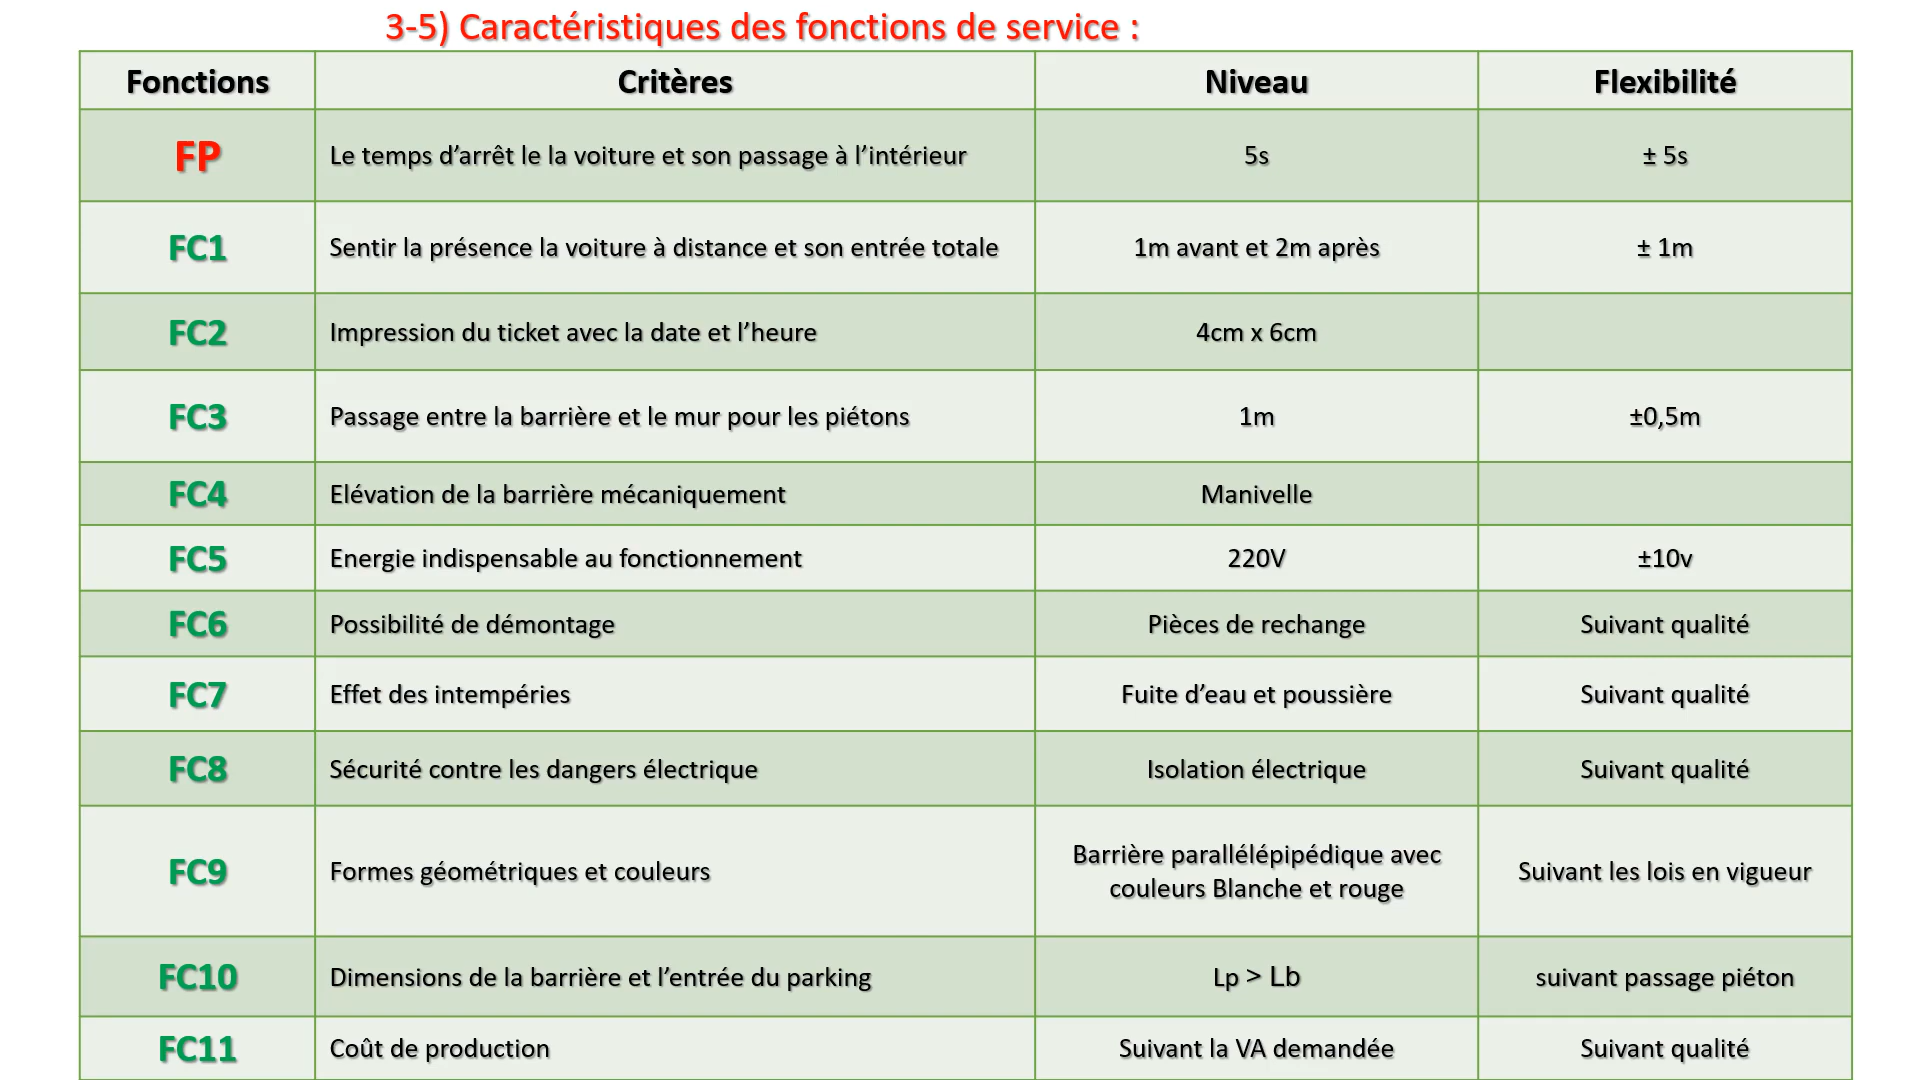 3-5) Caractéristiques des fonctions de service :
Fonctions Critères Niveau Flexibilité
FP Le temps d’arrêt le la voiture et son passage à l’intérieur 5s ± 5s
FC1 Sentir la présence la voiture à distance et son entrée totale 1m avant et 2m après ± 1m
FC2 Impression du ticket avec la date et l’heure 4cm x 6cm
FC3 Passage entre la barrière et le mur pour les piétons 1m ±0,5m
FC4 Elévation de la barrière mécaniquement Manivelle
FC5 Energie indispensable au fonctionnement 220V ±10v
FC6 Possibilité de démontage Pièces de rechange Suivant qualité
FC7 Effet des intempéries Fuite d’eau et poussière Suivant qualité
FC8 Sécurité contre les dangers électrique Isolation électrique Suivant qualité
FC9 Formes géométriques et couleurs Barrière parallélépipédique avec
couleurs Blanche et rouge Suivant les lois en vigueur
FC10 Dimensions de la barrière et l’entrée du parking Lp > Lb suivant passage piéton
FC11 Coût de production Suivant la VA demandée Suivant qualité